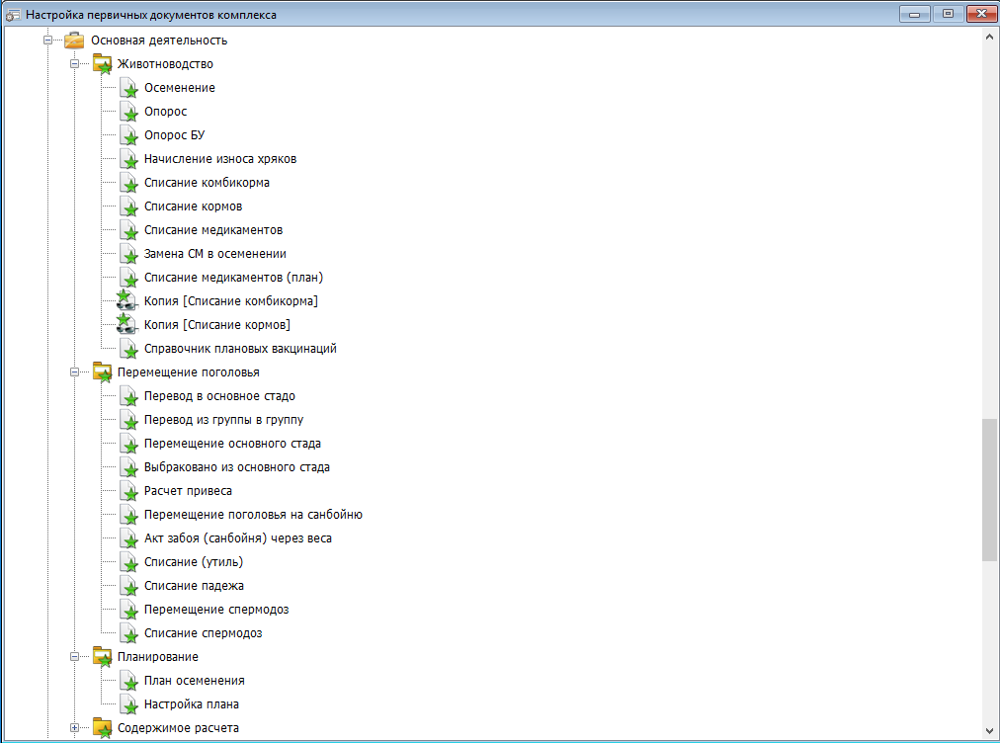 Настройка первичных документов комплекса
Основная деятельность
Животноводство
Осеменение
Опорос
Опорос БУ
Начисление износа хряков
Списание комбикорма
Списание кормов
Списание медикаментов
Замена СМ в осеменении
Списание медикаментов (план)
Копия [Списание комбикорма]
Копия [Списание кормов]
Справочник плановых вакцинаций
Перемещение поголовья
Перевод в основное стадо
Перевод из группы в группу
Перемещение основного стада
Выбраковано из основного стада
Расчет привеса
Перемещение поголовья на санбойню
Акт забоя (санбойня) через веса
Списание (утиль)
Списание падежа
Перемещение спермодоз
Списание спермодоз
Планирование
План осеменения
Настройка плана
Содержимое расчета